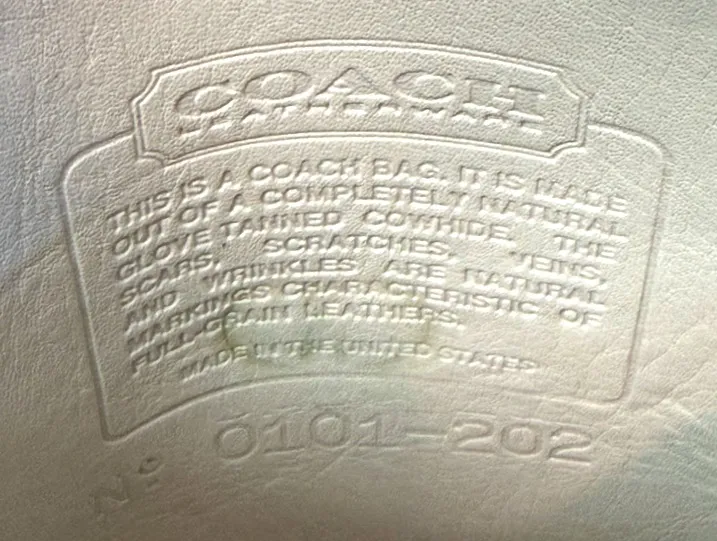 COACH
LEATHERWARE
THIS IS A COACH BAG. IT IS MADE
OUT OF A COMPLETELY NATURAL
GLOVE TANNED COWHIDE. THE
SCARS, SCRATCHES, VEINS,
AND WRINKLES ARE NATURAL
MARKINGS CHARACTERISTIC OF
FULL-GRAIN LEATHERS.
MADE IN THE UNITED STATES
Nº 0101-202